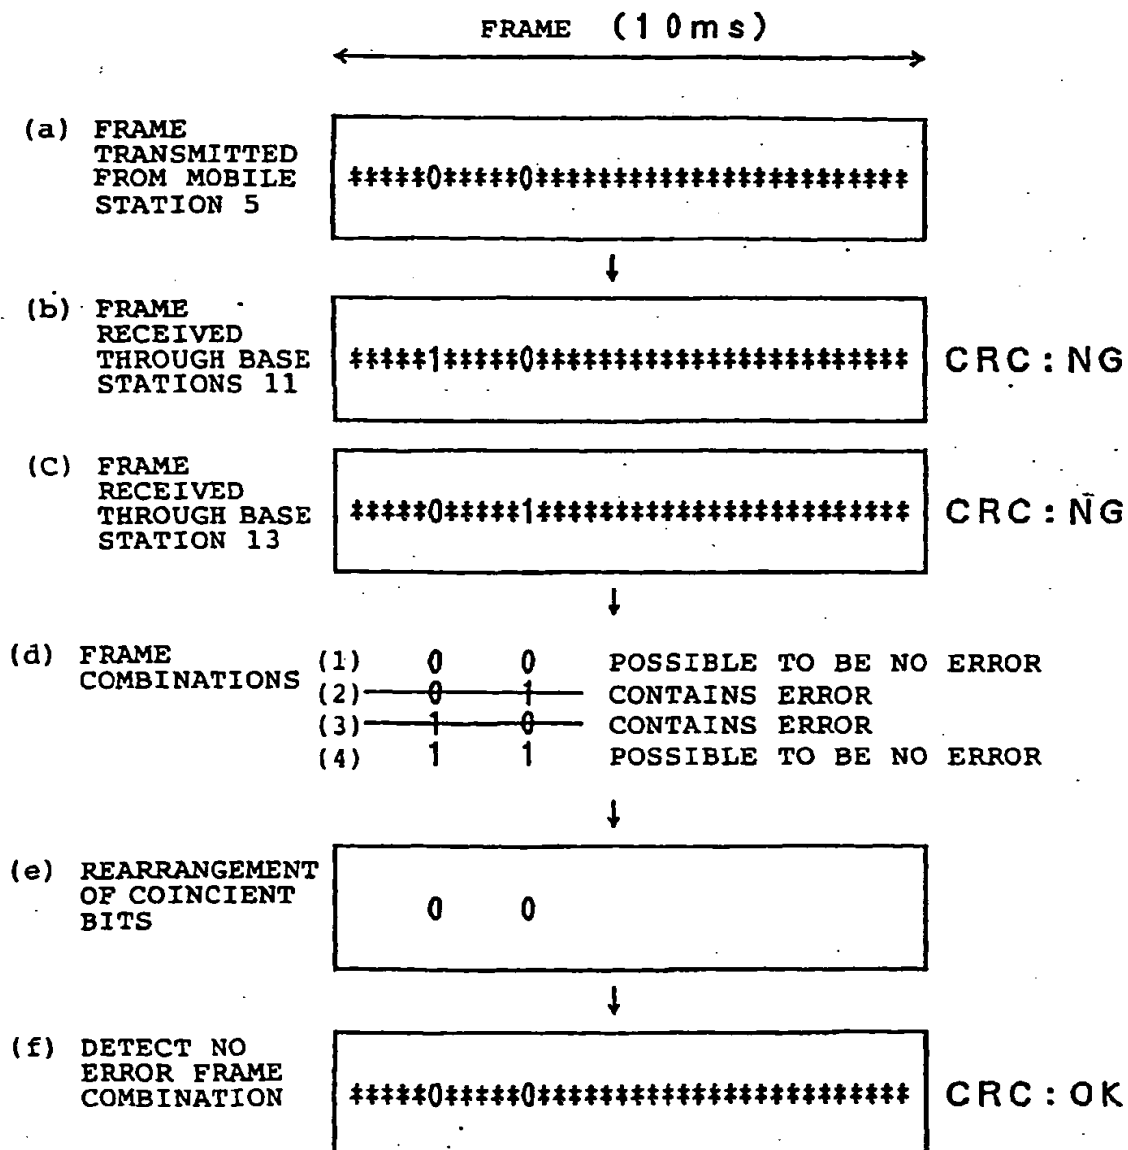 FRAME (10ms)
(a) FRAME
TRANSMITTED
FROM MOBILE
STATION 5
*****0*****0************************
(b) FRAME
RECEIVED
THROUGH BASE
STATIONS 11
*****1*****0************************ CRC:NG
(C) FRAME
RECEIVED
THROUGH BASE
STATION 13
*****0*****1************************ CRC:NG
(d) FRAME
COMBINATIONS
(1) 0 0 POSSIBLE TO BE NO ERROR
(2) 0 1 CONTAINS ERROR
(3) 1 0 CONTAINS ERROR
(4) 1 1 POSSIBLE TO BE NO ERROR
(e) REARRANGEMENT
OF COINCIENT
BITS
0 0
(f) DETECT NO
ERROR FRAME
COMBINATION
*****0*****0************************ CRC:OK